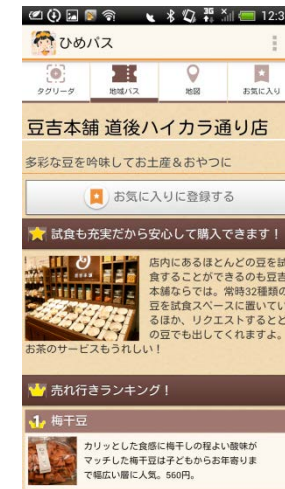 3G
12:3
ひめパス
タグリーダ
地域パス
地図
お気に入り
豆吉本舗 道後ハイカラ通り店
多彩な豆を吟味してお土産＆おやつに
お気に入りに登録する
試食も充実だから安心して購入できます！
店内にあるほとんどの豆を試
食することができるのも豆吉
本舗ならでは。常時32種類の
豆を試食スペースに置いてい
るほか、リクエストするとど
の豆でも出してくれますよ。
お茶のサービスもうれしい！
売れ行きランキング！
1 梅干豆
カリッとした食感に梅干しの程よい酸味が
マッチした梅干豆は子どもからお年寄りま
で幅広い層に人気。560円。